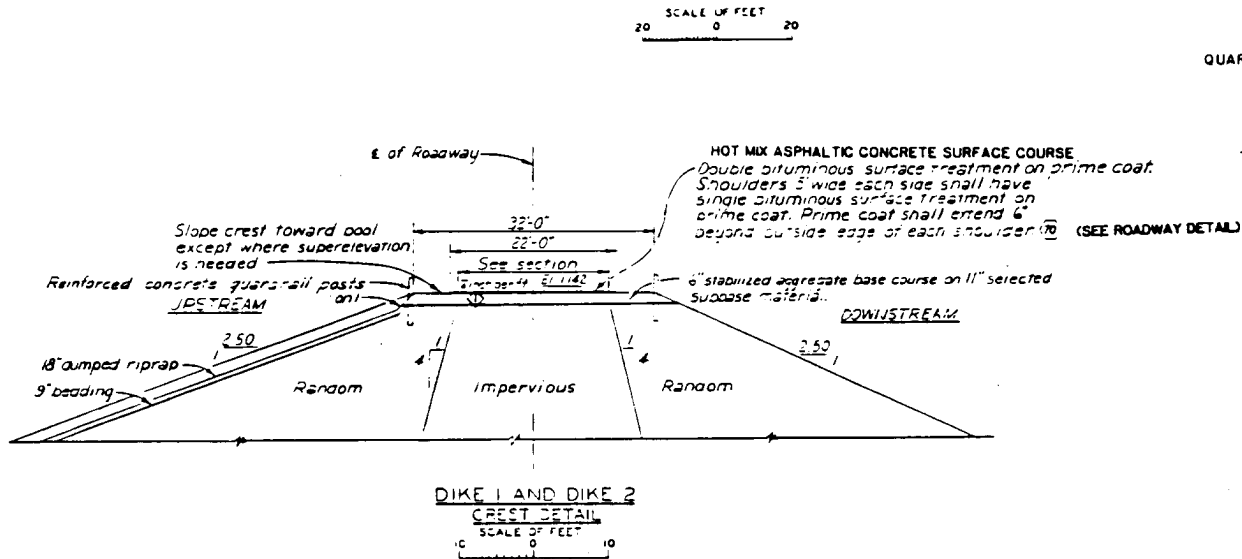 SCALE OF FEET
20 0 20
QUAR
℄ of Roadway
HOT MIX ASPHALTIC CONCRETE SURFACE COURSE
Double bituminous surface treatment on prime coat.
Shoulders 5' wide each side shall have
single bituminous surface treatment on
prime coat. Prime coat shall extend 6"
beyond outside edge of each shoulder. 70 (SEE ROADWAY DETAIL)
32'-0"
22'-0"
See section
Slope crest toward pool
except where superelevation
is needed
El 1142
Reinforced concrete guardrail posts
UPSTREAM
6" stabilized aggregate base course on 11" selected
subbase material.
DOWNSTREAM
2.50
1
18" dumped riprap
9" bedding
1
4
1
4
2.50
1
Random
Impervious
Random
DIKE 1 AND DIKE 2
CREST DETAIL
SCALE OF FEET
10 0 10